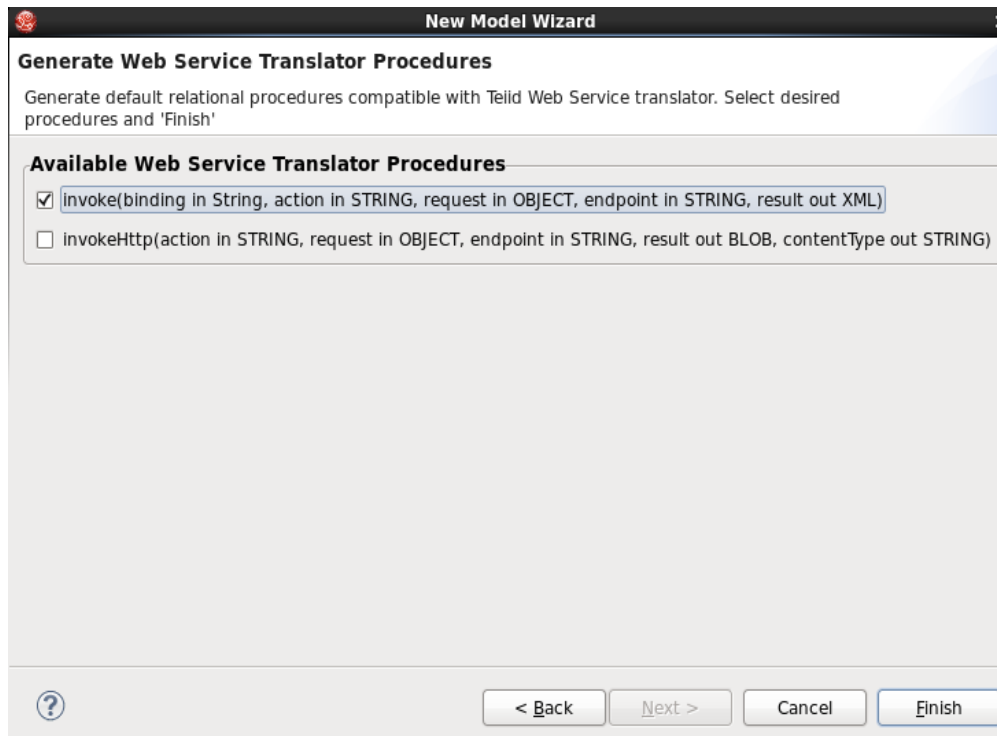 New Model Wizard
Generate Web Service Translator Procedures
Generate default relational procedures compatible with Teiid Web Service translator. Select desired
procedures and 'Finish'
Available Web Service Translator Procedures
invoke(binding in String, action in STRING, request in OBJECT, endpoint in STRING, result out XML)
invokeHttp(action in STRING, request in OBJECT, endpoint in STRING, result out BLOB, contentType out STRING)
? < Back Next > Cancel Finish